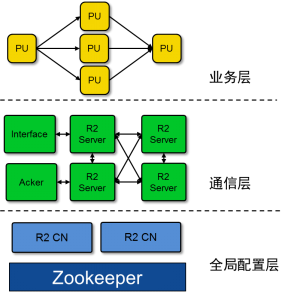 PU
PU
PU
PU
PU
业务层
Interface
R2
Server
R2
Server
Acker
R2
Server
R2
Server
通信层
R2 CN
R2 CN
全局配置层
Zookeeper